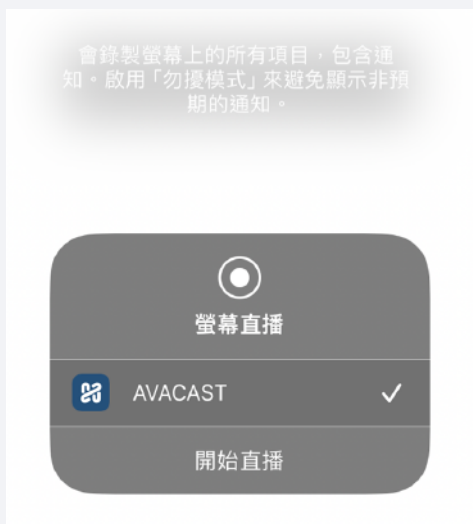 會錄製螢幕上的所有項目，包含通
知。啟用「勿擾模式」來避免顯示非預
期的通知。
螢幕直播
AVACAST
開始直播